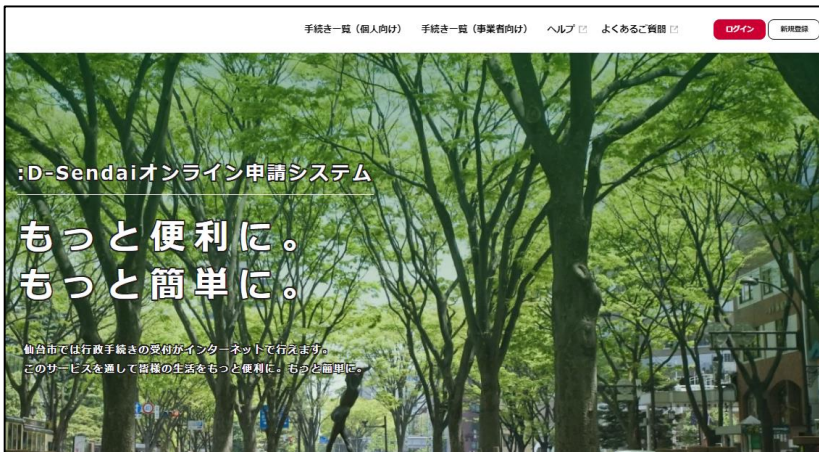 手続き一覧（個人向け） 手続き一覧（事業者向け） ヘルプ よくあるご質問 ログイン 新規登録
:D-Sendaiオンライン申請システム
もっと便利に。
もっと簡単に。
仙台市では行政手続きの受付がインターネットで行えます。
このサービスを通して皆様の生活をもっと便利に。もっと簡単に。